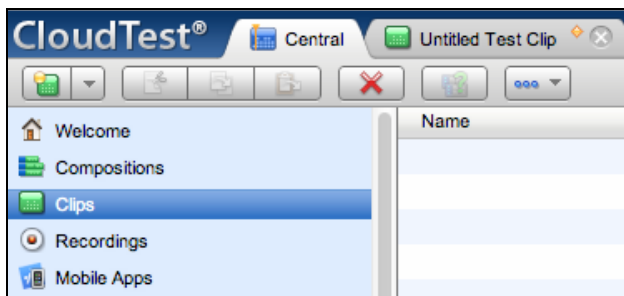 CloudTest® Central Untitled Test Clip
Welcome Name
Compositions
Clips
Recordings
Mobile Apps